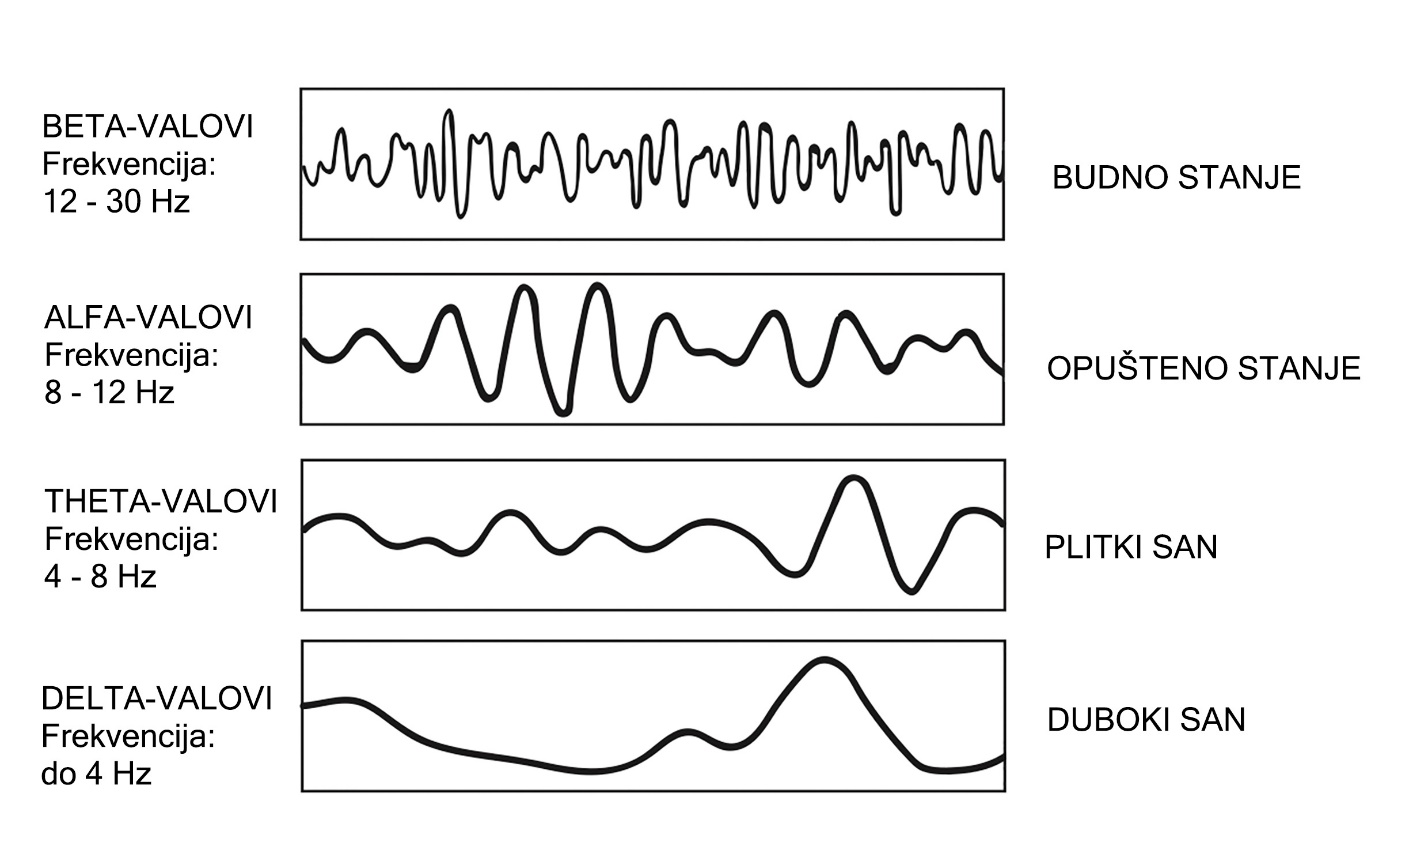 BETA-VALOVI
Frekvencija:
12 - 30 Hz
BUDNO STANJE
ALFA-VALOVI
Frekvencija:
8 - 12 Hz
OPUŠTENO STANJE
THETA-VALOVI
Frekvencija:
4 - 8 Hz
PLITKI SAN
DELTA-VALOVI
Frekvencija:
do 4 Hz
DUBOKI SAN